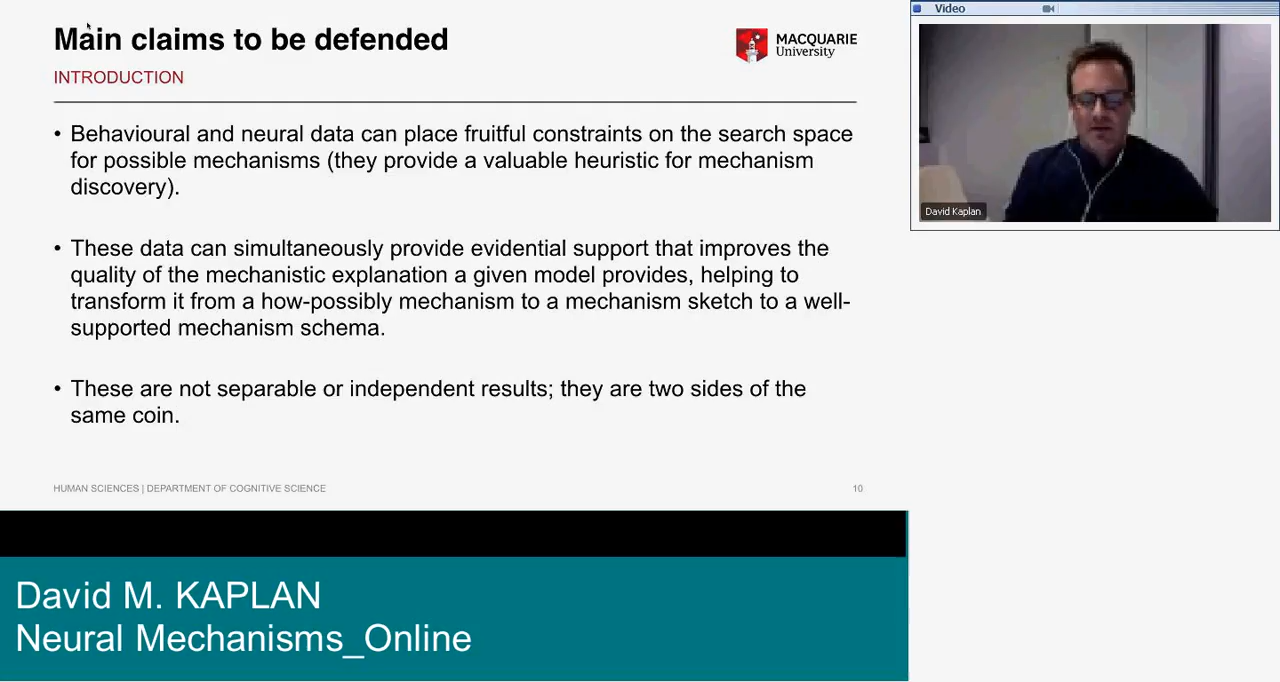 Main claims to be defended
MACQUARIE
University
INTRODUCTION
• Behavioural and neural data can place fruitful constraints on the search space
for possible mechanisms (they provide a valuable heuristic for mechanism
discovery).
• These data can simultaneously provide evidential support that improves the
quality of the mechanistic explanation a given model provides, helping to
transform it from a how-possibly mechanism to a mechanism sketch to a well-
supported mechanism schema.
• These are not separable or independent results; they are two sides of the
same coin.
HUMAN SCIENCES | DEPARTMENT OF COGNITIVE SCIENCE
10
Video
David Kaplan
David M. KAPLAN
Neural Mechanisms_Online